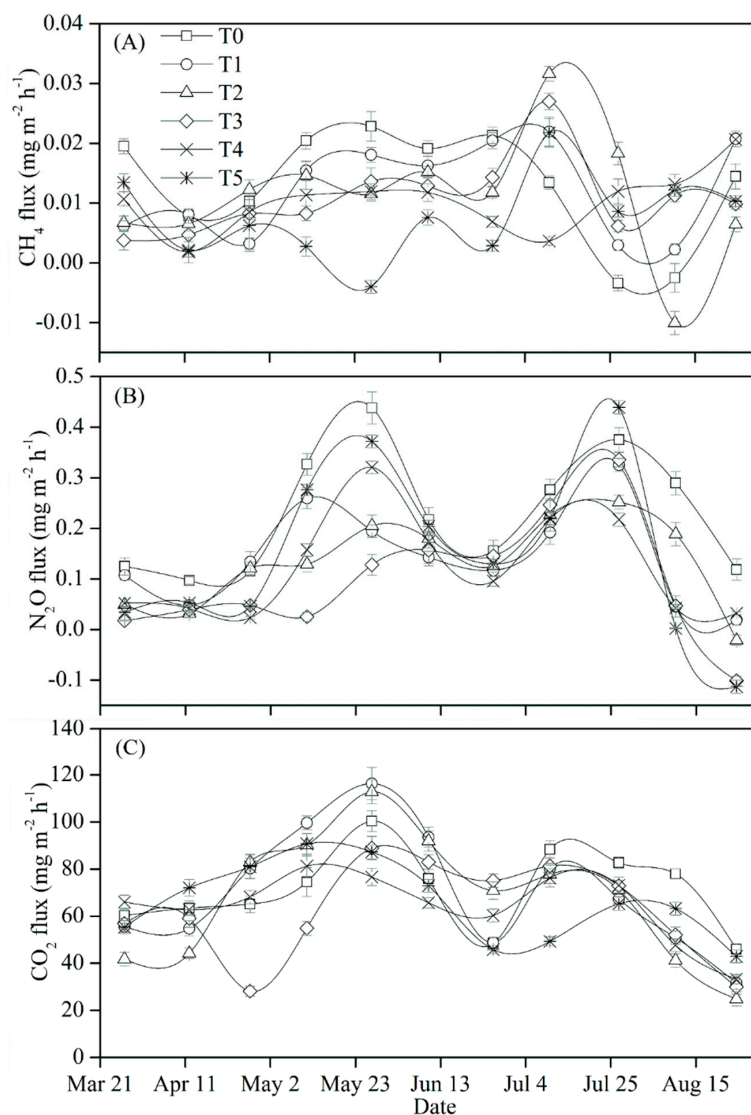 (A)
T0
T1
T2
T3
T4
T5
CH₄ flux (mg m⁻² h⁻¹)
0.04
0.03
0.02
0.01
0.00
-0.01
(B)
N₂O flux (mg m⁻² h⁻¹)
0.5
0.4
0.3
0.2
0.1
0.0
-0.1
(C)
CO₂ flux (mg m⁻² h⁻¹)
140
120
100
80
60
40
20
0
Mar 21 Apr 11 May 2 May 23 Jun 13 Jul 4 Jul 25 Aug 15
Date